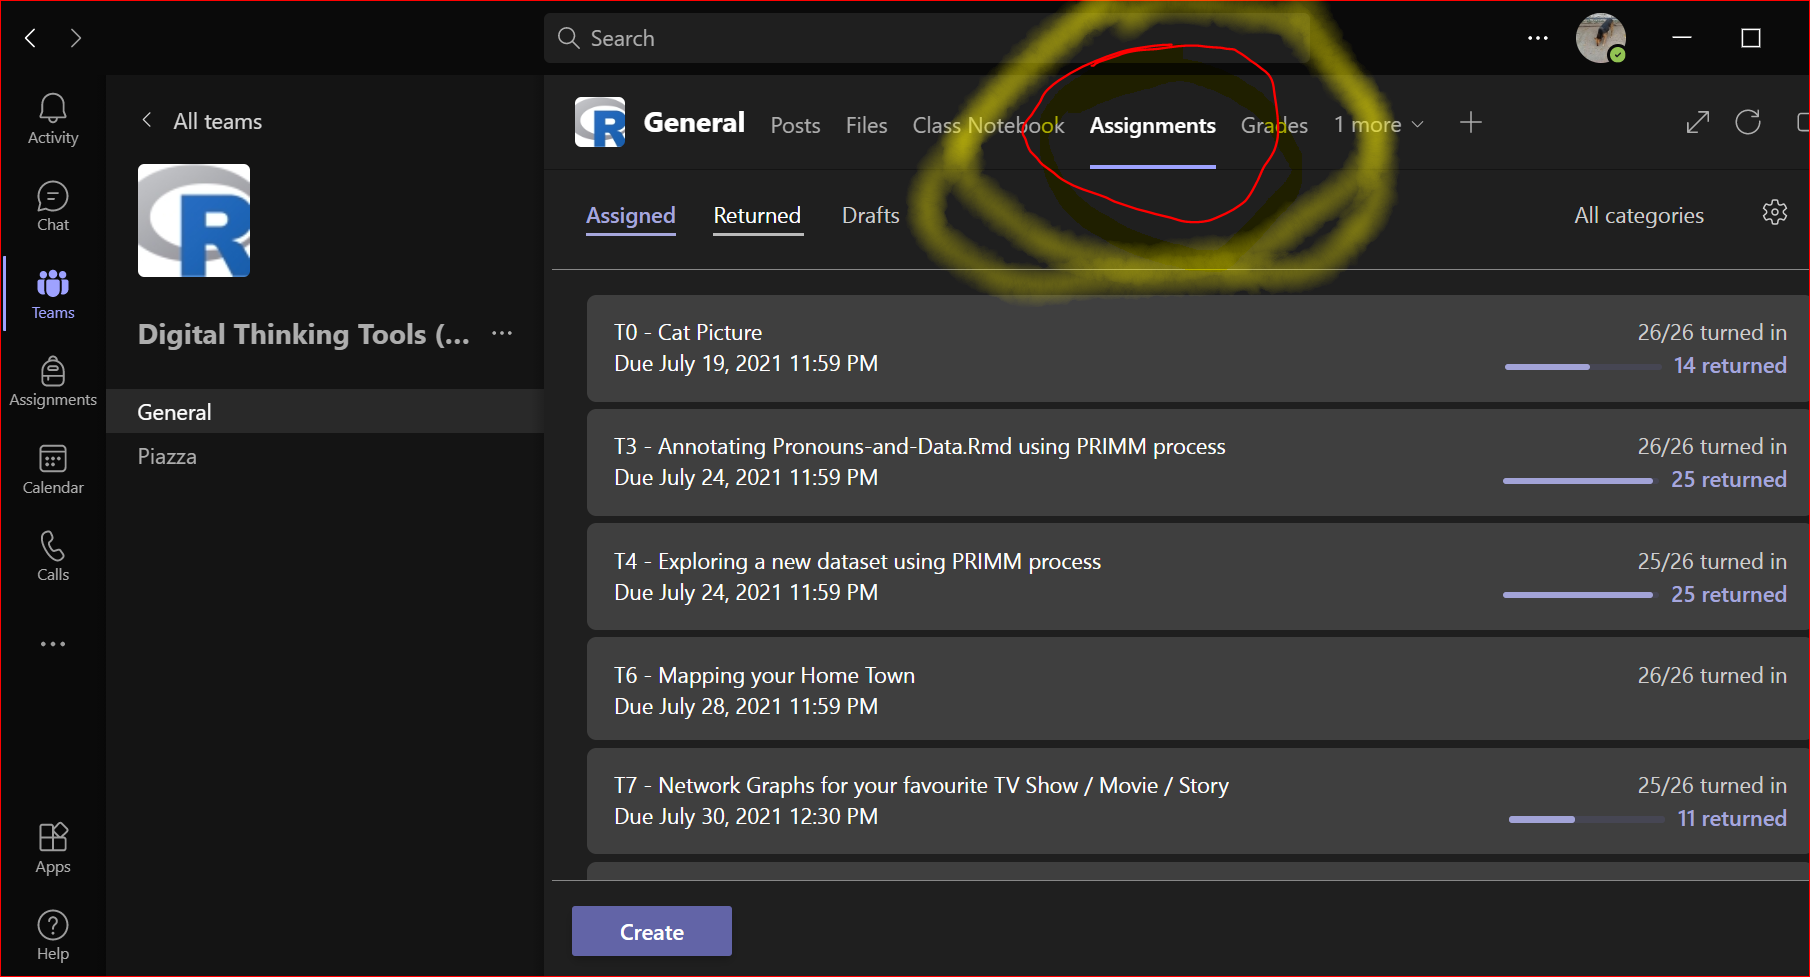 Search
Activity
Chat
Teams
Assignments
Calendar
Calls
Apps
Help
All teams
R
Digital Thinking Tools (...
General
Piazza
R
General Posts Files Class Notebook Assignments Grades 1 more
Assigned Returned Drafts All categories
T0 - Cat Picture 26/26 turned in
Due July 19, 2021 11:59 PM 14 returned
T3 - Annotating Pronouns-and-Data.Rmd using PRIMM process 26/26 turned in
Due July 24, 2021 11:59 PM 25 returned
T4 - Exploring a new dataset using PRIMM process 25/26 turned in
Due July 24, 2021 11:59 PM 25 returned
T6 - Mapping your Home Town 26/26 turned in
Due July 28, 2021 11:59 PM
T7 - Network Graphs for your favourite TV Show / Movie / Story 25/26 turned in
Due July 30, 2021 12:30 PM 11 returned
Create